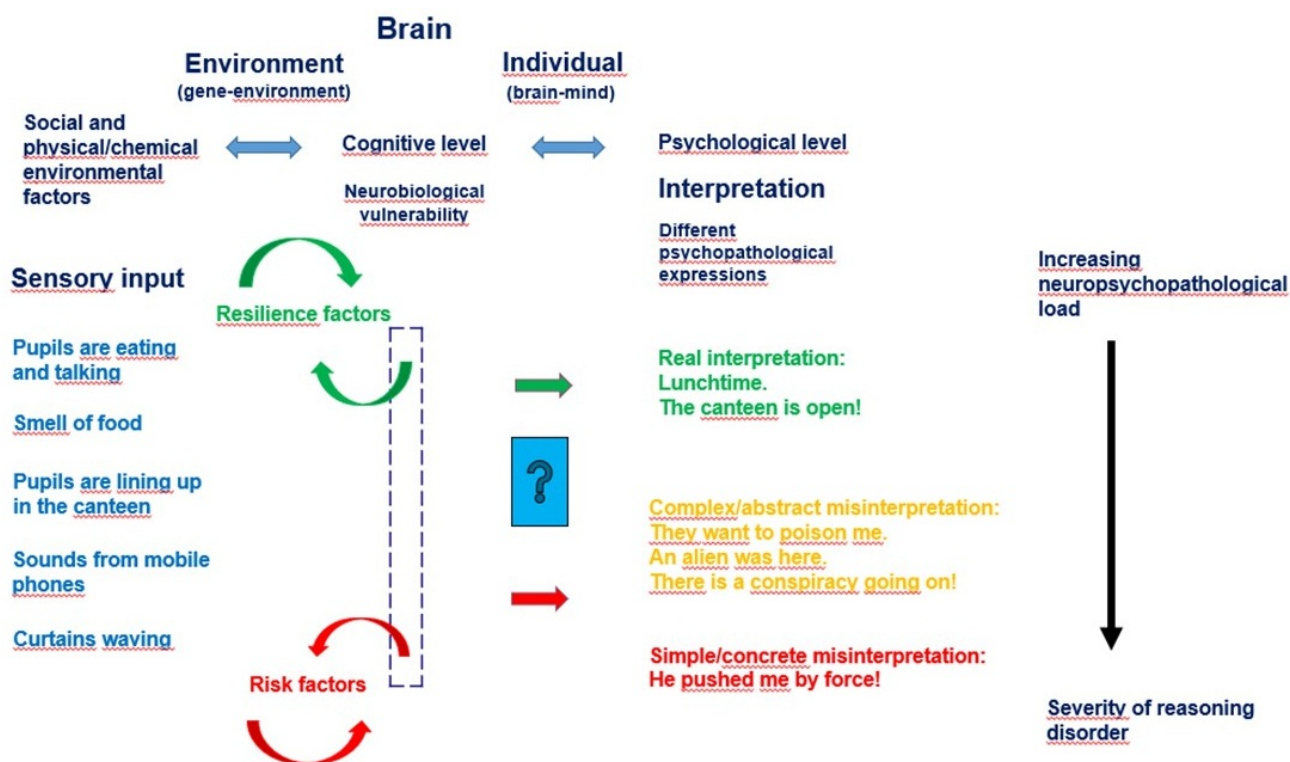 Brain
Environment
(gene-environment)
Individual
(brain-mind)
Social and
physical/chemical
environmental
factors
Cognitive level
Neurobiological
vulnerability
Psychological level
Interpretation
Different
psychopathological
expressions
Increasing
neuropsychopathological
load
Sensory input
Resilience factors
Pupils are eating
and talking
Smell of food
Pupils are lining up
in the canteen
Sounds from mobile
phones
Curtains waving
Risk factors
Real interpretation:
Lunchtime.
The canteen is open!
?
Complex/abstract misinterpretation:
They want to poison me.
An alien was here.
There is a conspiracy going on!
Simple/concrete misinterpretation:
He pushed me by force!
Severity of reasoning
disorder